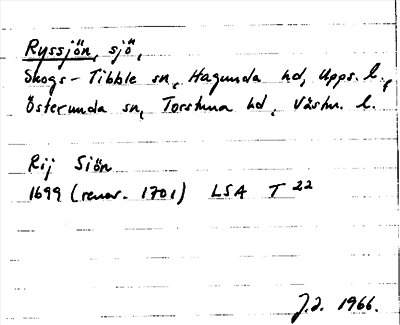 Ryssjön, sjö,
Skogs-Tibble sn, Hagunda hd, Upps. l.,
Österunda sn, Torstuna hd, Västm. l.
Rij Siön
1699 (renov. 1701) LSA T 22
J.J. 1966.